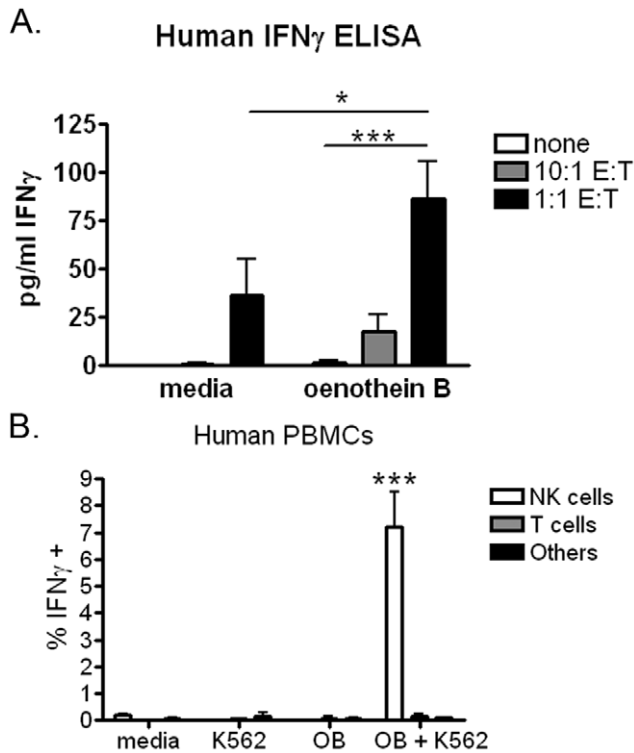 A.
Human IFNγ ELISA
*
***
125
100
75
50
25
0
pg/ml IFNγ
none
10:1 E:T
1:1 E:T
media
oenothein B
B.
Human PBMCs
***
9
8
7
6
5
4
3
2
1
0
% IFNγ +
NK cells
T cells
Others
media
K562
OB
OB + K562